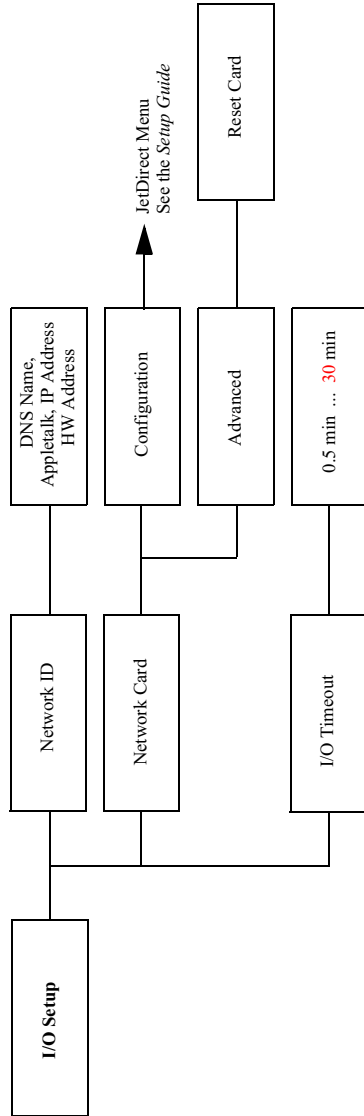 I/O Setup
Network ID
DNS Name,
Appletalk, IP Address
HW Address
Network Card
Configuration
JetDirect Menu
See the Setup Guide
Advanced
Reset Card
I/O Timeout
0.5 min ... 30 min